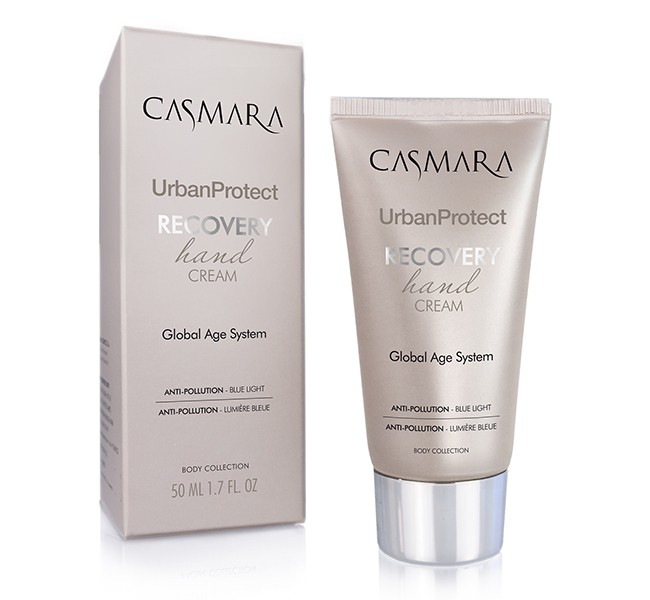 CASMARA
UrbanProtect
RECOVERY
hand
CREAM
Global Age System
ANTI-POLLUTION - BLUE LIGHT
ANTI-POLLUTION - LUMIÈRE BLEUE
BODY COLLECTION
50 ML 1.7 FL. OZ
CASMARA
UrbanProtect
RECOVERY
hand
CREAM
Global Age System
ANTI-POLLUTION - BLUE LIGHT
ANTI-POLLUTION - LUMIÈRE BLEUE
BODY COLLECTION